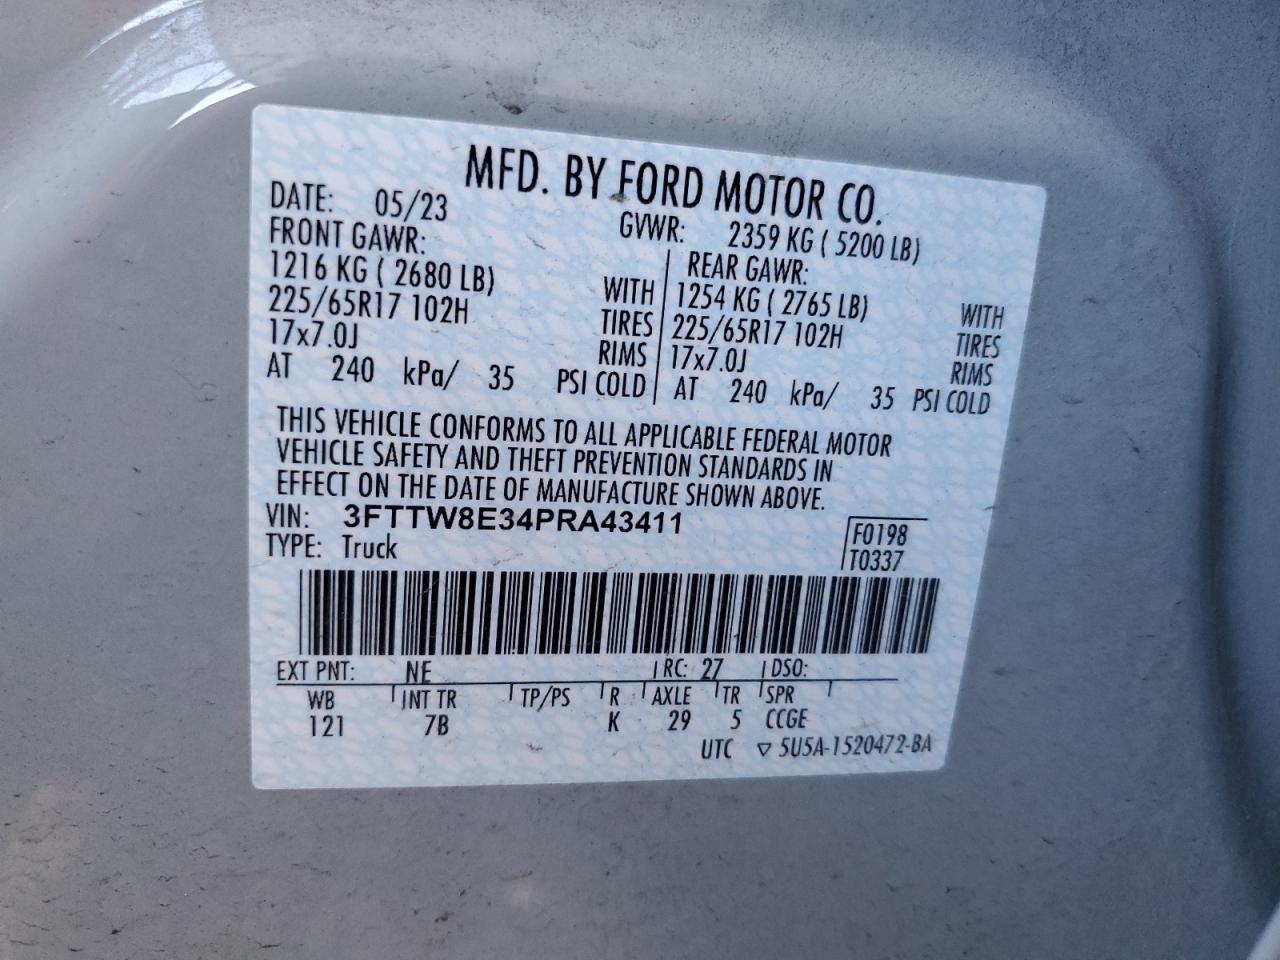 MFD. BY FORD MOTOR CO.
DATE: 05/23 GVWR: 2359 KG ( 5200 LB)
FRONT GAWR: REAR GAWR:
1216 KG ( 2680 LB) WITH 1254 KG ( 2765 LB) WITH
225/65R17 102H TIRES 225/65R17 102H TIRES
17x7.0J RIMS 17x7.0J RIMS
AT 240 kPa/ 35 PSI COLD AT 240 kPa/ 35 PSI COLD
THIS VEHICLE CONFORMS TO ALL APPLICABLE FEDERAL MOTOR
VEHICLE SAFETY AND THEFT PREVENTION STANDARDS IN
EFFECT ON THE DATE OF MANUFACTURE SHOWN ABOVE.
VIN: 3FTTW8E34PRA43411 F0198
TYPE: Truck T0337
EXT PNT: NE RC: 27 DSO:
WB INT TR TP/PS R AXLE TR SPR
121 7B K 29 5 CCGE
UTC ▽ 5U5A-1520472-BA